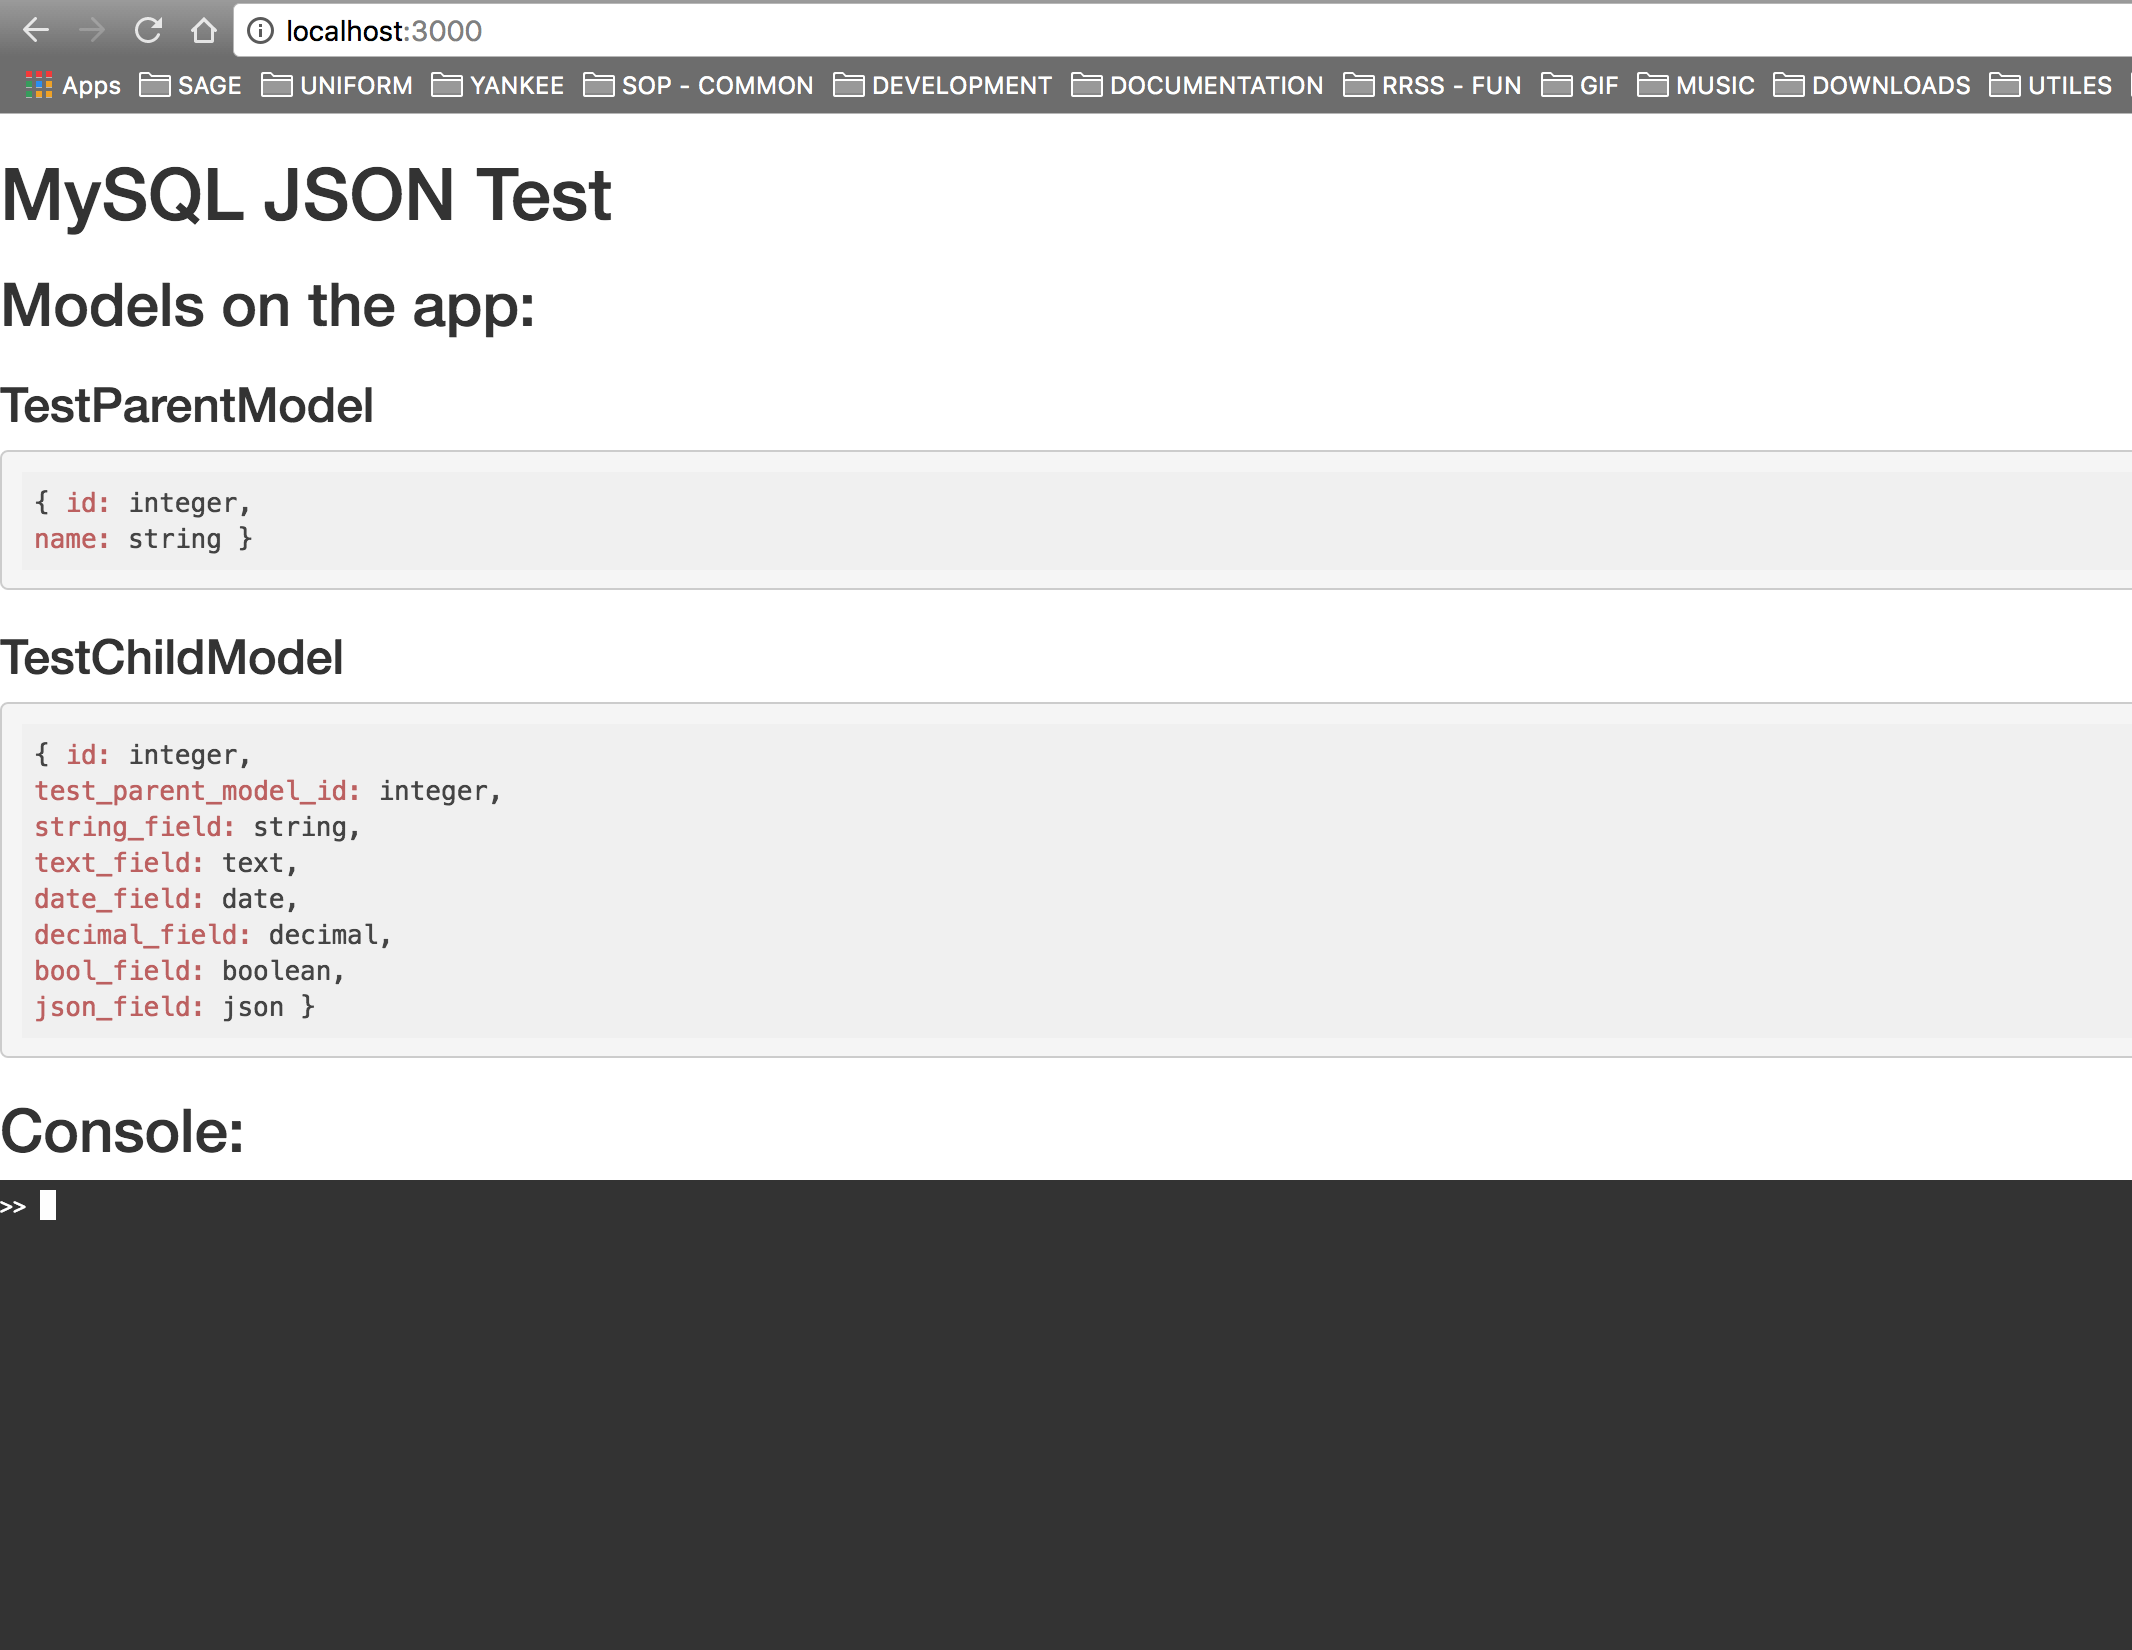 localhost:3000
Apps SAGE UNIFORM YANKEE SOP - COMMON DEVELOPMENT DOCUMENTATION RRSS - FUN GIF MUSIC DOWNLOADS UTILES
MySQL JSON Test
Models on the app:
TestParentModel
{ id: integer,
name: string }
TestChildModel
{ id: integer,
test_parent_model_id: integer,
string_field: string,
text_field: text,
date_field: date,
decimal_field: decimal,
bool_field: boolean,
json_field: json }
Console:
>>